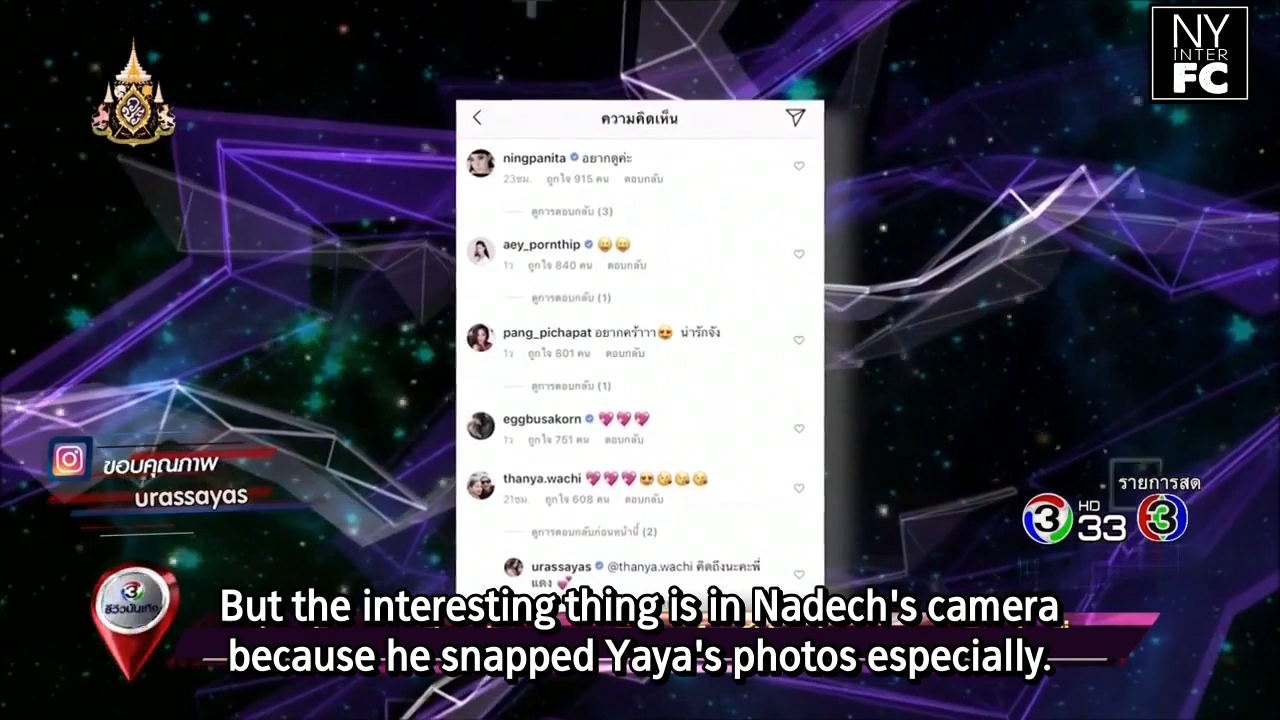 NY
INTER
FC
ความคิดเห็น
ningpanita อยากดูค่ะ
23ชม. ถูกใจ 915 คน ตอบกลับ
ดูการตอบกลับ (3)
aey_pornthip 😄😄
1ว ถูกใจ 840 คน ตอบกลับ
ดูการตอบกลับ (1)
pang_pichapat อยากคร้าาา😍 น่ารักจัง
1ว ถูกใจ 801 คน ตอบกลับ
ดูการตอบกลับ (1)
eggbusakorn 💖💖💖
1ว ถูกใจ 751 คน ตอบกลับ
thanya.wachi 💖💖💖😍😘😘😘
21ชม. ถูกใจ 608 คน ตอบกลับ
ดูการตอบกลับก่อนหน้านี้ (2)
urassayas @thanya.wachi คิดถึงนะคะพี่
แดง 💕
ขอบคุณภาพ
urassayas
รายการสด
3 HD 33 3
3
ชีวิวบันเทิง
But the interesting thing is in Nadech's camera
because he snapped Yaya's photos especially.